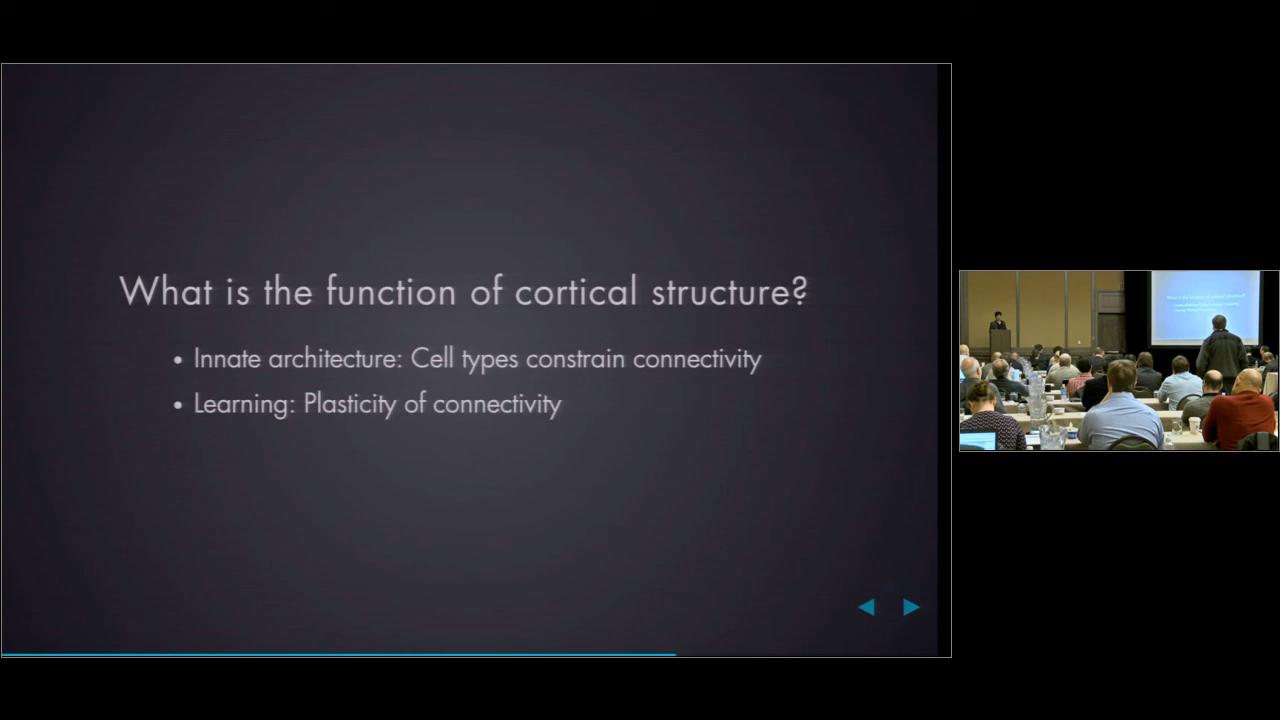 What is the function of cortical structure?
• Innate architecture: Cell types constrain connectivity
• Learning: Plasticity of connectivity